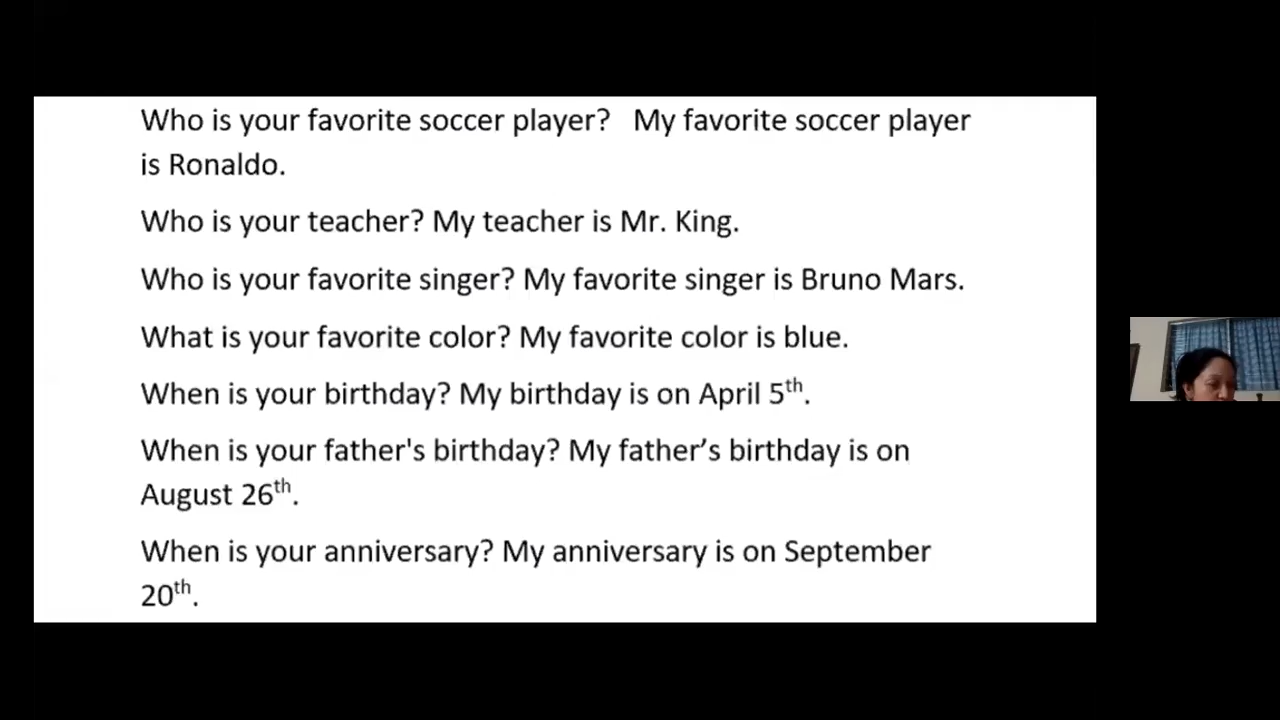 Who is your favorite soccer player?   My favorite soccer player
is Ronaldo.
Who is your teacher? My teacher is Mr. King.
Who is your favorite singer? My favorite singer is Bruno Mars.
What is your favorite color? My favorite color is blue.
When is your birthday? My birthday is on April 5th.
When is your father's birthday? My father’s birthday is on
August 26th.
When is your anniversary? My anniversary is on September
20th.